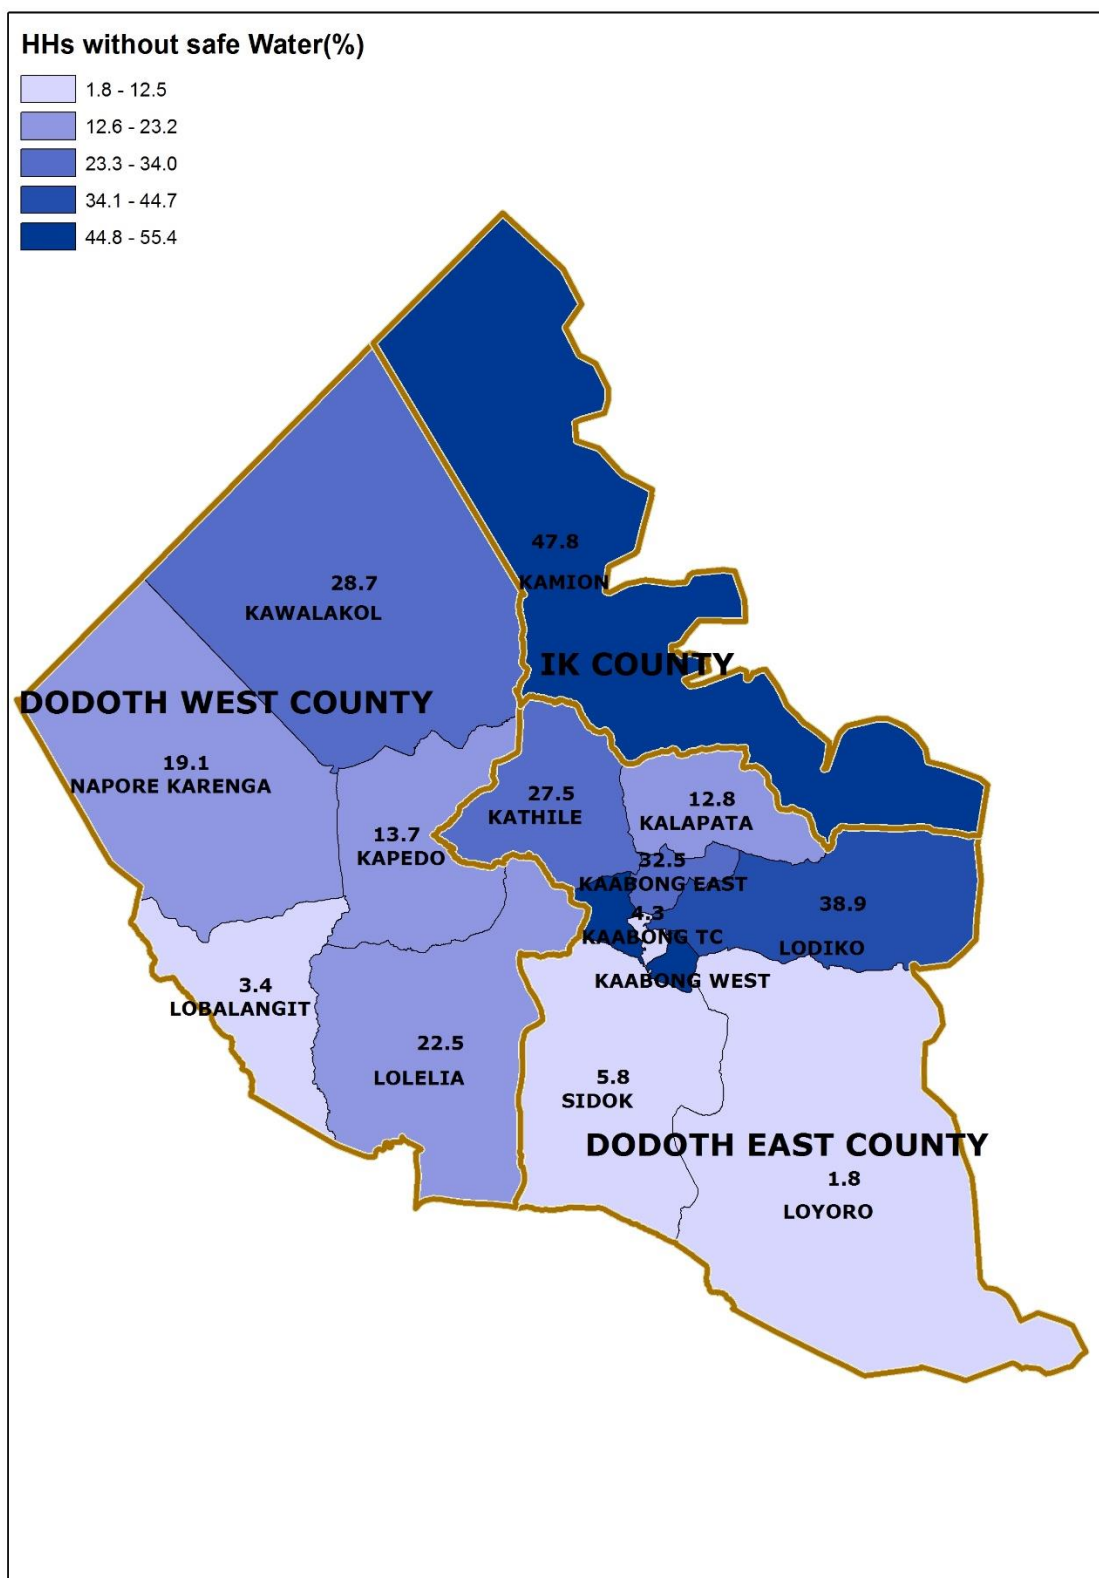 HHs without safe Water(%)
1.8 - 12.5
12.6 - 23.2
23.3 - 34.0
34.1 - 44.7
44.8 - 55.4
47.8
KAMION
28.7
KAWALAKOL
IK COUNTY
DODOTH WEST COUNTY
19.1
NAPORE KARENGA
27.5
KATHILE
12.8
KALAPATA
13.7
KAPEDO
32.5
KAABONG EAST
38.9
LODIKO
4.3
KAABONG TC
KAABONG WEST
3.4
LOBALANGIT
22.5
LOLELIA
5.8
SIDOK
DODOTH EAST COUNTY
1.8
LOYORO